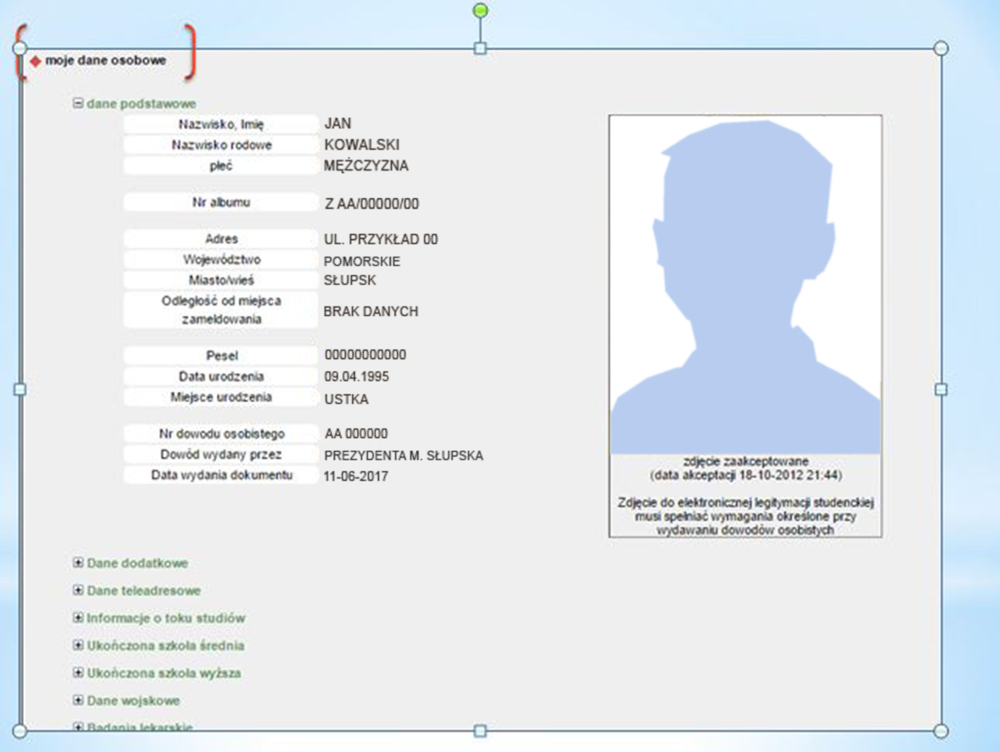 moje dane osobowe
dane podstawowe
Nazwisko, Imię JAN
Nazwisko rodowe KOWALSKI
płeć MĘŻCZYZNA
Nr albumu Z AA/00000/00
Adres UL. PRZYKŁAD 00
Województwo POMORSKIE
Miasto/wieś SŁUPSK
Odległość od miejsca
zameldowania BRAK DANYCH
Pesel 00000000000
Data urodzenia 09.04.1995
Miejsce urodzenia USTKA
Nr dowodu osobistego AA 000000
Dowód wydany przez PREZYDENTA M. SŁUPSKA
Data wydania dokumentu 11-06-2017
zdjęcie zaakceptowane
(data akceptacji 18-10-2012 21:44)
Zdjęcie do elektronicznej legitymacji studenckiej
musi spełniać wymagania określone przy
wydawaniu dowodów osobistych
Dane dodatkowe
Dane teleadresowe
Informacje o toku studiów
Ukończona szkoła średnia
Ukończona szkoła wyższa
Dane wojskowe
Badania lekarskie